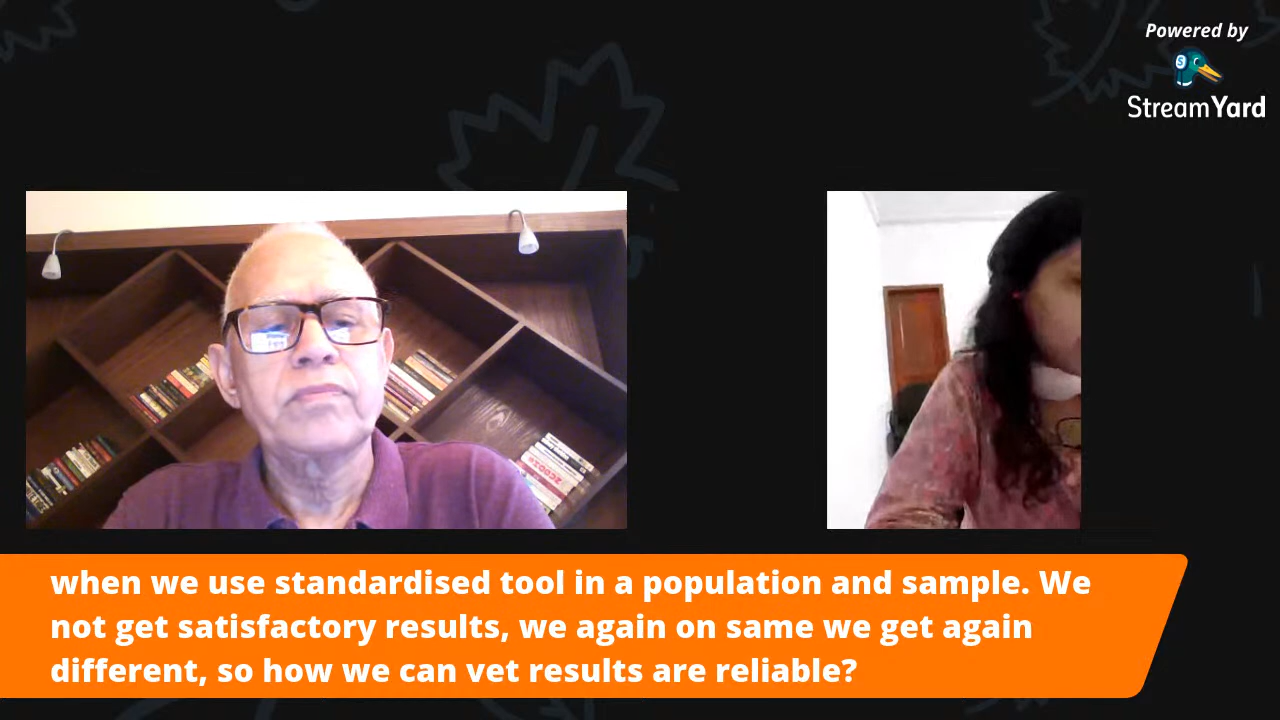 Powered by
StreamYard
when we use standardised tool in a population and sample. We
not get satisfactory results, we again on same we get again
different, so how we can vet results are reliable?